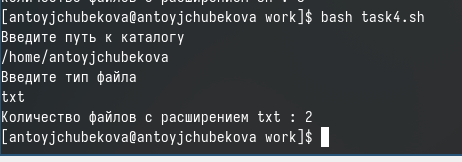 [antoyjchubekova@antoyjchubekova work]$ bash task4.sh
Введите путь к каталогу
/home/antoyjchubekova
Введите тип файла
txt
Количество файлов с расширением txt : 2
[antoyjchubekova@antoyjchubekova work]$